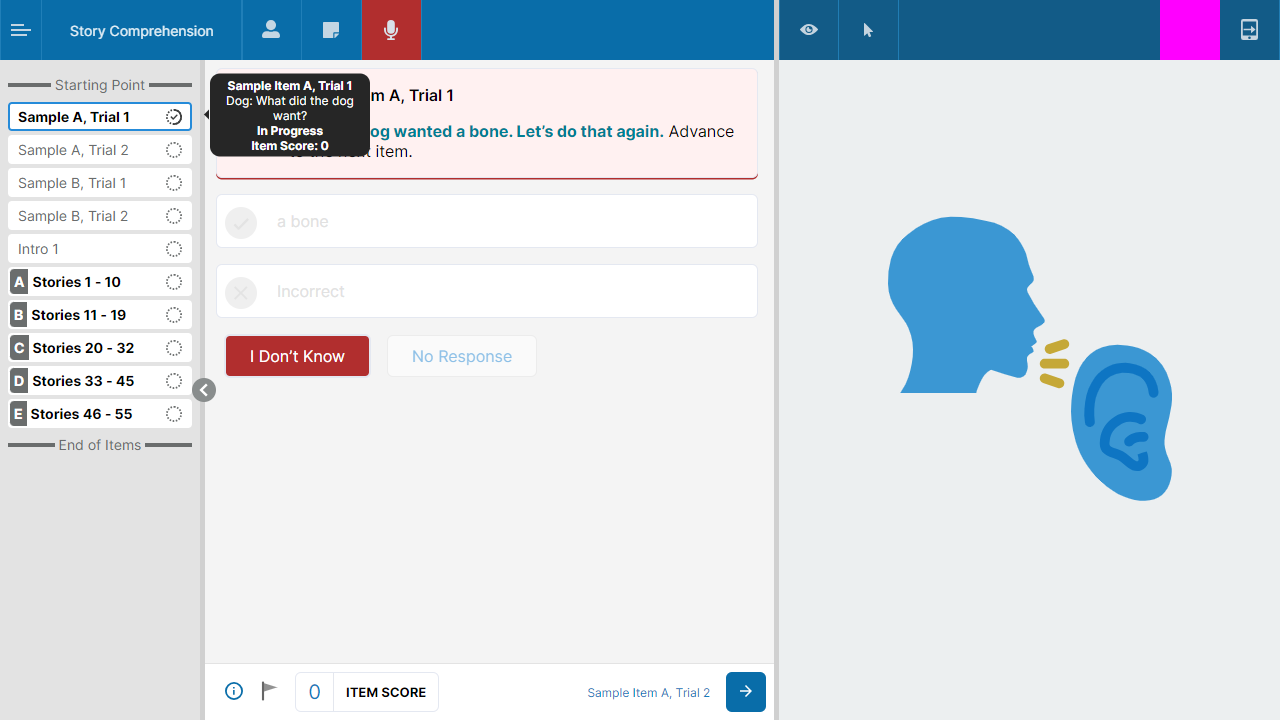 Story Comprehension
Starting Point
Sample A, Trial 1
Sample A, Trial 2
Sample B, Trial 1
Sample B, Trial 2
Intro 1
A Stories 1 - 10
B Stories 11 - 19
C Stories 20 - 32
D Stories 33 - 45
E Stories 46 - 55
End of Items
Sample Item A, Trial 1
Dog: What did the dog
want?
In Progress
Item Score: 0
m A, Trial 1
og wanted a bone. Let’s do that again. Advance
item.
a bone
Incorrect
I Don’t Know
No Response
0 ITEM SCORE
Sample Item A, Trial 2